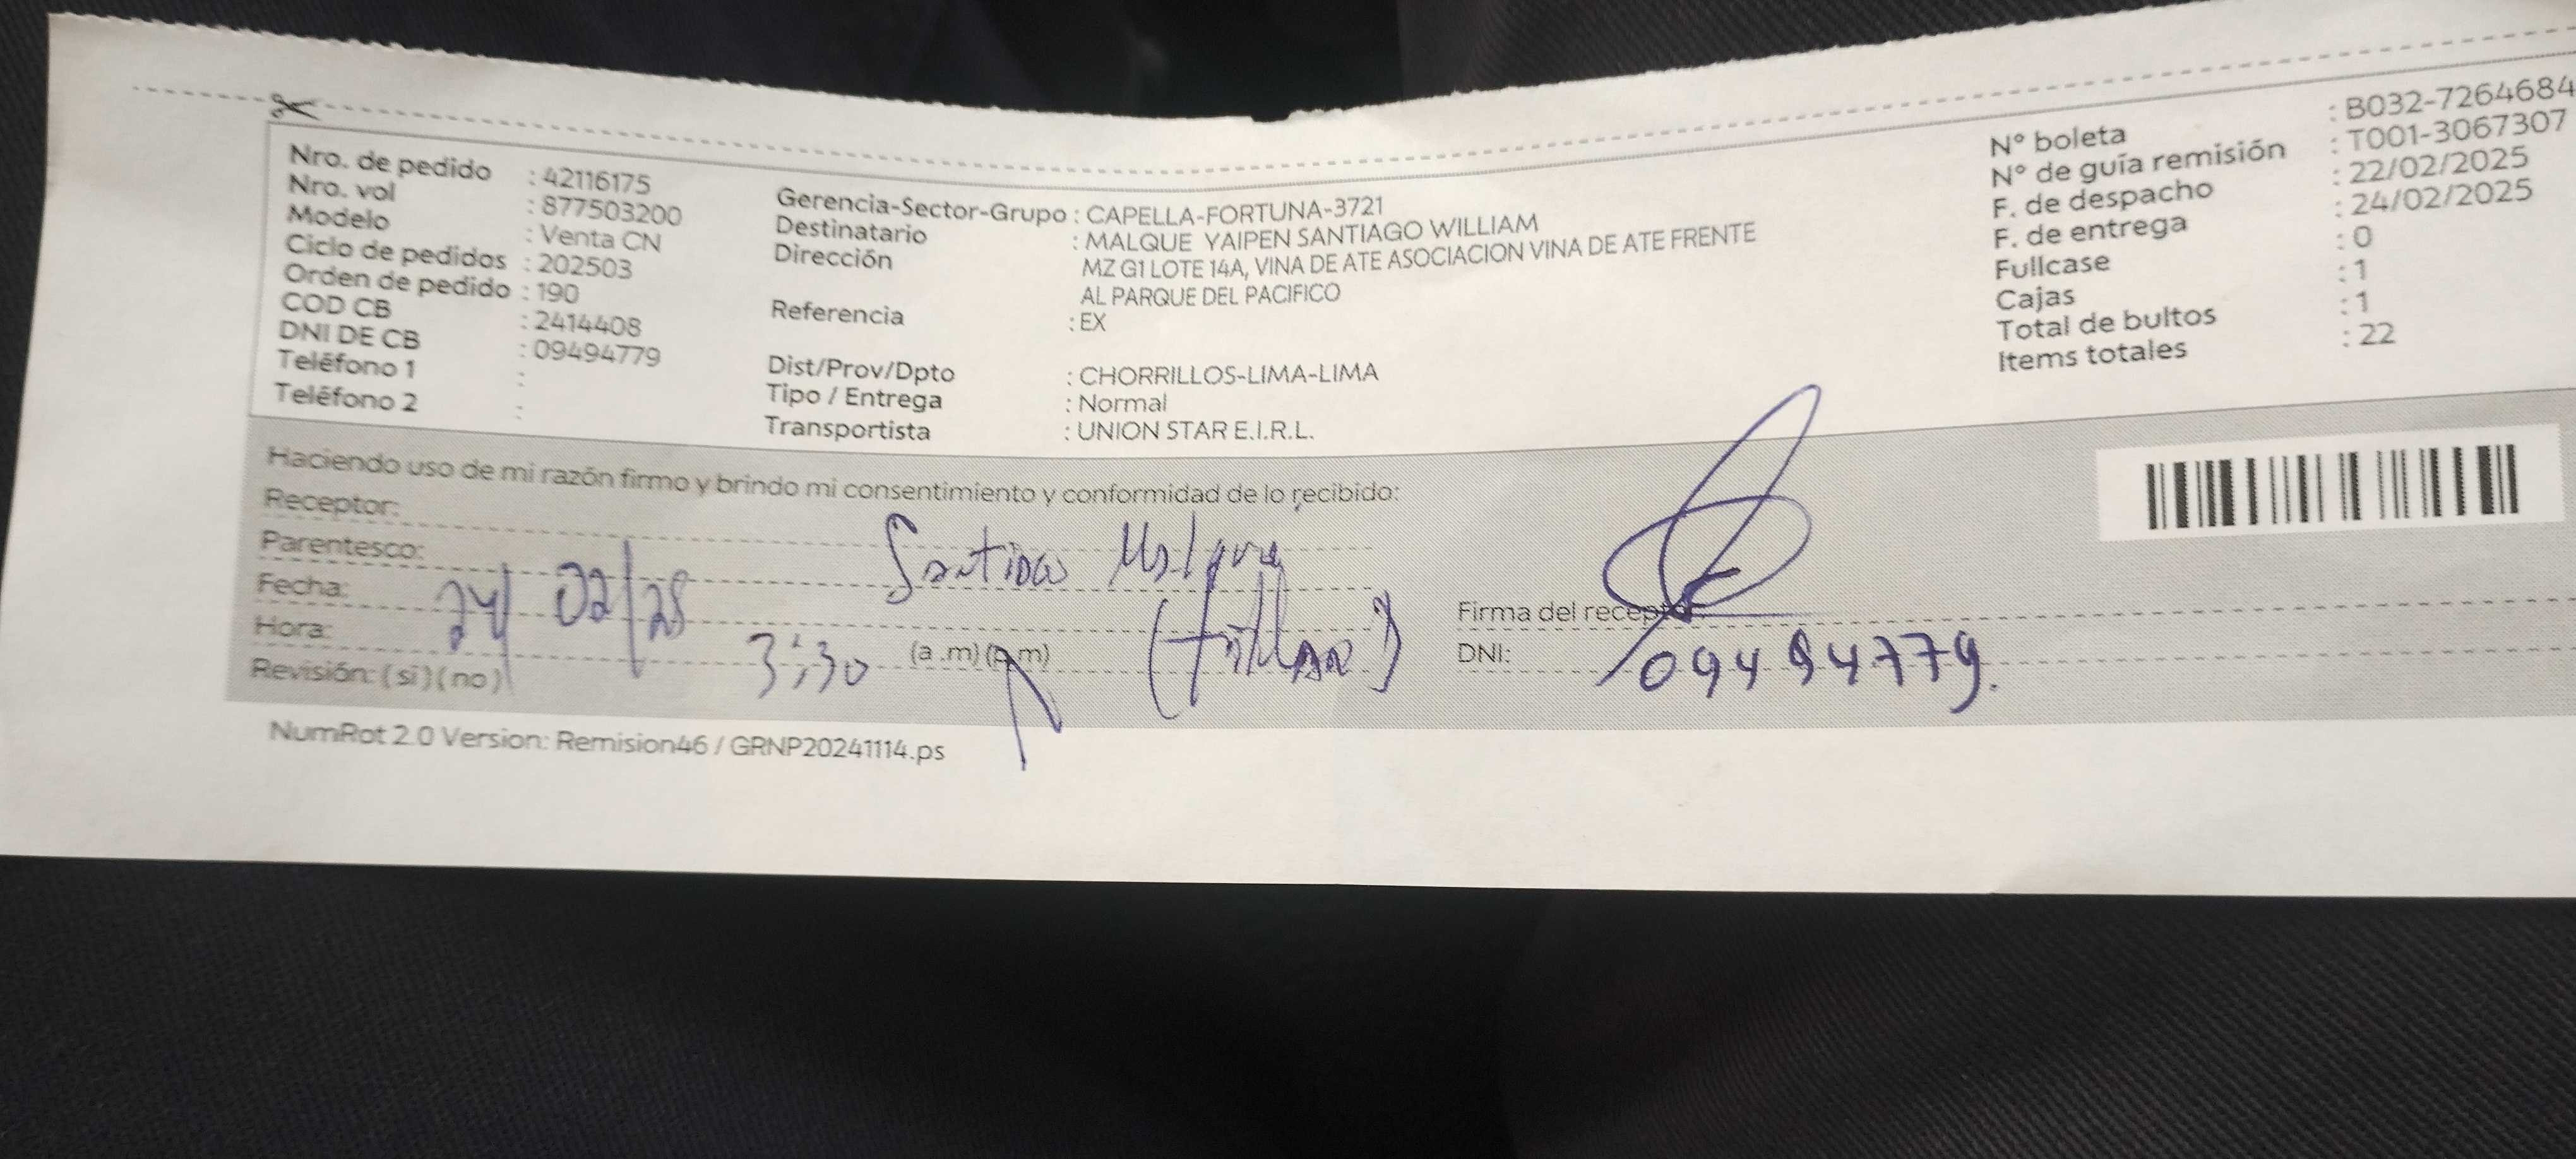 Nro. de pedido : 42116175
Nro. vol : 877503200
Modelo : Venta CN
Ciclo de pedidos : 202503
Orden de pedido : 190
COD CB : 2414408
DNI DE CB : 09494779
Teléfono 1 :
Teléfono 2 :
Gerencia-Sector-Grupo : CAPELLA-FORTUNA-3721
Destinatario : MALQUE YAIPEN SANTIAGO WILLIAM
Dirección : MZ G1 LOTE 14A, VINA DE ATE ASOCIACION VINA DE ATE FRENTE
AL PARQUE DEL PACIFICO
Referencia : EX
Dist/Prov/Dpto : CHORRILLOS-LIMA-LIMA
Tipo / Entrega : Normal
Transportista : UNION STAR E.I.R.L.
N° boleta : B032-7264684
N° de guía remisión : T001-3067307
F. de despacho : 22/02/2025
F. de entrega : 24/02/2025
Fullcase : 0
Cajas : 1
Total de bultos : 1
Items totales : 22
Haciendo uso de mi razón firmo y brindo mi consentimiento y conformidad de lo recibido:
Receptor: Santiago Malque
Parentesco: (titular)
Fecha: 24/02/25
Hora: 3:30 (a.m) (p.m)
Revisión: (si) (no)
Firma del receptor:
DNI: 09494779.
NumRot 2.0 Version: Remision46 / GRNP20241114.ps